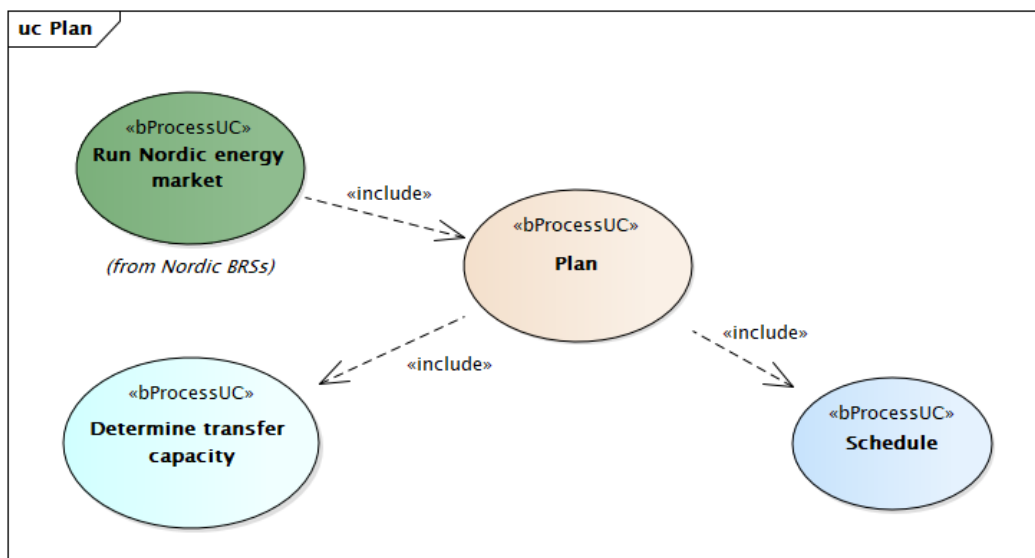 uc Plan
«bProcessUC»
Run Nordic energy
market
(from Nordic BRSs)
«include»
«bProcessUC»
Plan
«include»
«include»
«bProcessUC»
Determine transfer
capacity
«bProcessUC»
Schedule